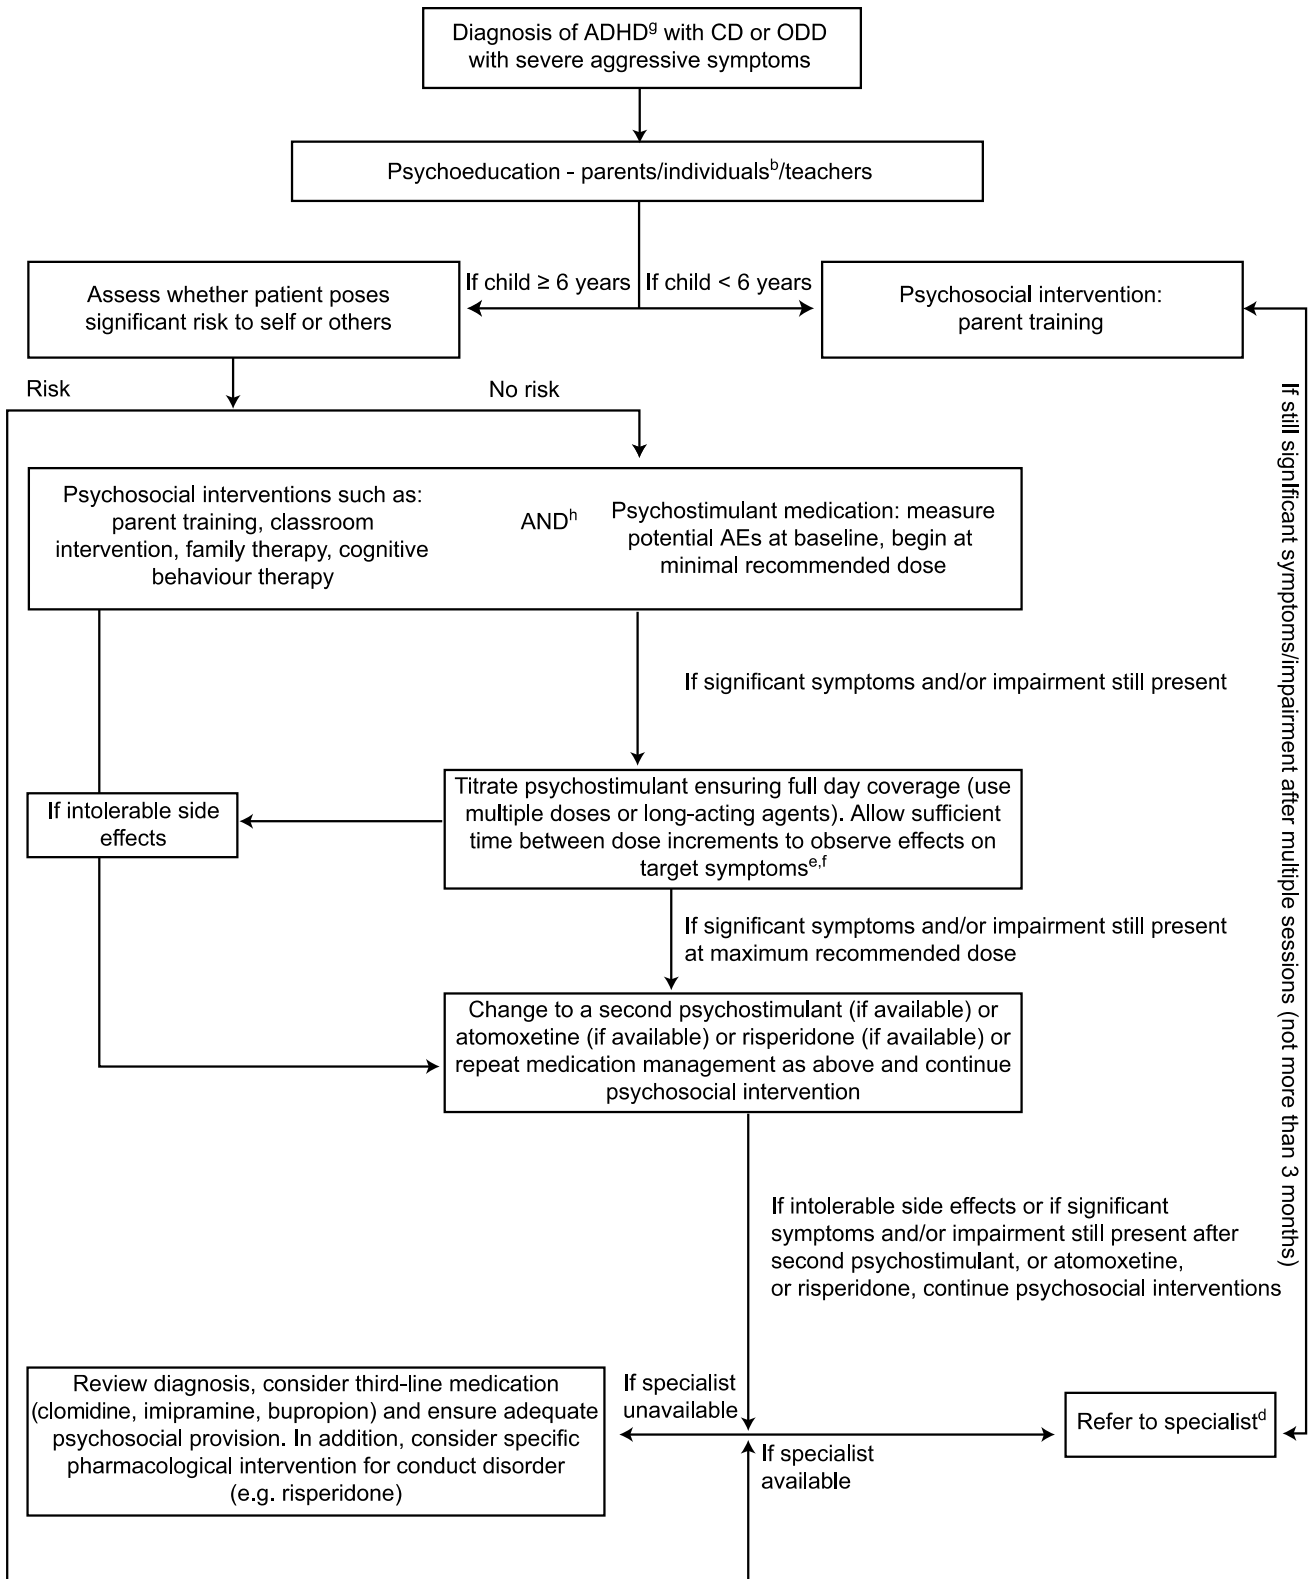 Diagnosis of ADHDᵍ with CD or ODD
with severe aggressive symptoms
Psychoeducation - parents/individualsᵇ/teachers
If child ≥ 6 years
If child < 6 years
Assess whether patient poses
significant risk to self or others
Psychosocial intervention:
parent training
Risk
No risk
Psychosocial interventions such as:
parent training, classroom
intervention, family therapy, cognitive
behaviour therapy
ANDʰ
Psychostimulant medication: measure
potential AEs at baseline, begin at
minimal recommended dose
If significant symptoms and/or impairment still present
If still significant symptoms/impairment after multiple sessions (not more than 3 months)
Titrate psychostimulant ensuring full day coverage (use
multiple doses or long-acting agents). Allow sufficient
time between dose increments to observe effects on
target symptomsᵉ,ᶠ
If intolerable side
effects
If significant symptoms and/or impairment still present
at maximum recommended dose
Change to a second psychostimulant (if available) or
atomoxetine (if available) or risperidone (if available) or
repeat medication management as above and continue
psychosocial intervention
If intolerable side effects or if significant
symptoms and/or impairment still present after
second psychostimulant, or atomoxetine,
or risperidone, continue psychosocial interventions
Review diagnosis, consider third-line medication
(clomidine, imipramine, bupropion) and ensure adequate
psychosocial provision. In addition, consider specific
pharmacological intervention for conduct disorder
(e.g. risperidone)
If specialist
unavailable
If specialist
available
Refer to specialistᵈ